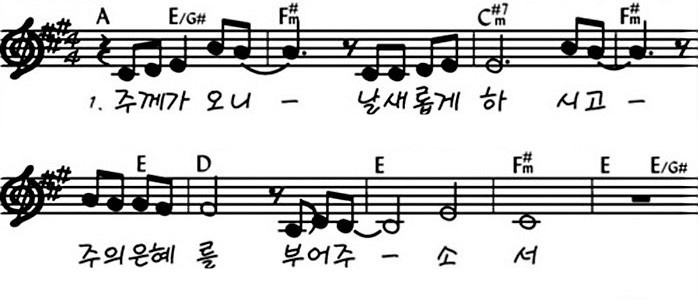 A E/G# F#m C#m7 F#m
1. 주께가 오니 - 날새롭게 하 시고 -
E D E F#m E E/G#
주의은혜 를 부어주 - 소 서